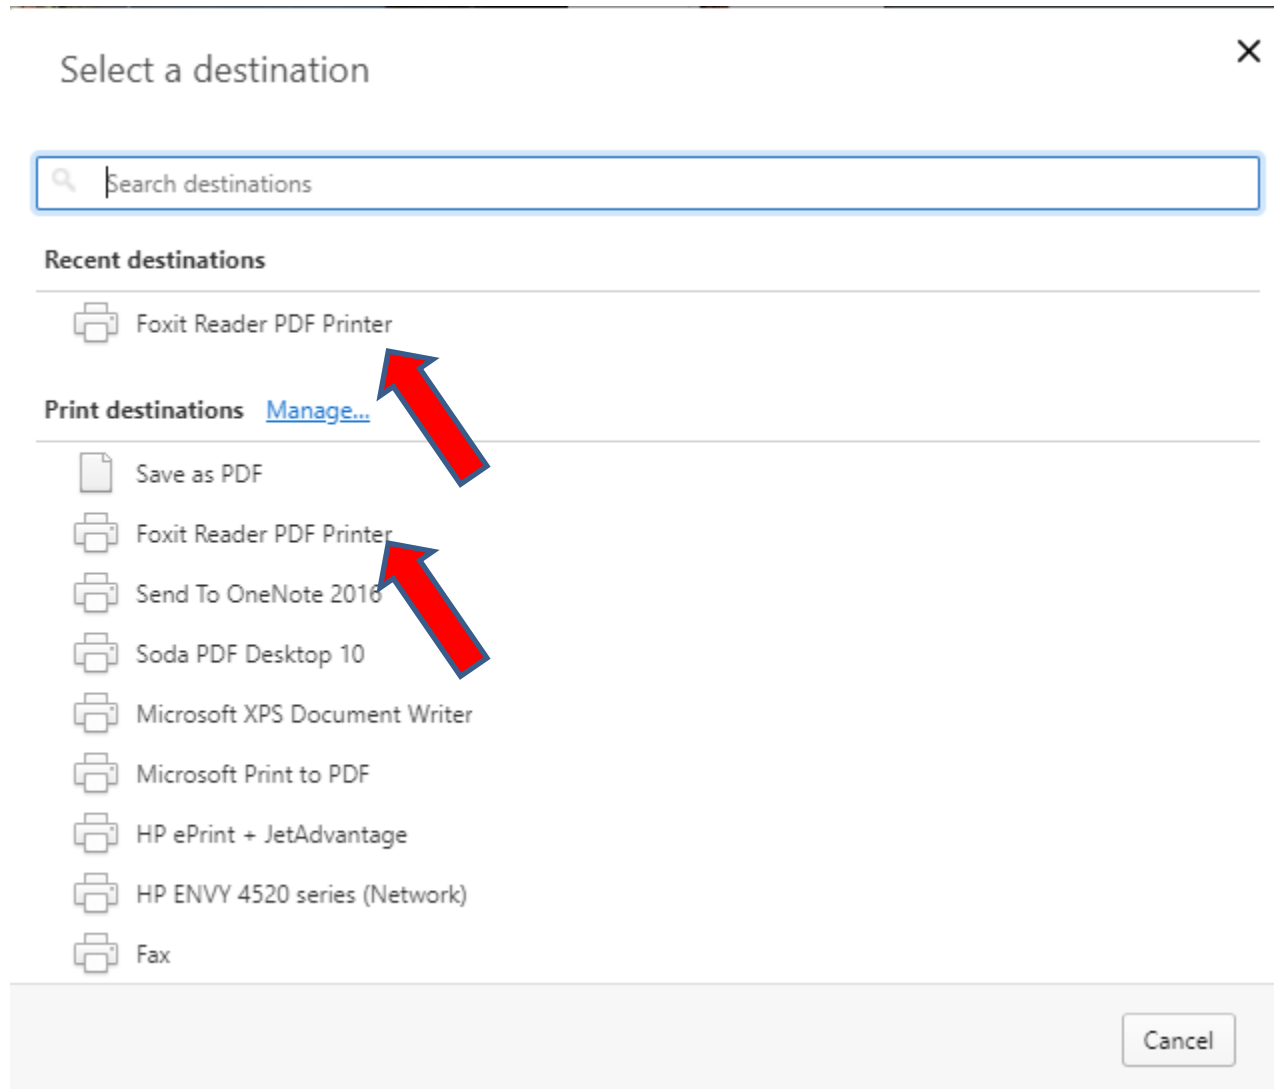 Select a destination
Search destinations
Recent destinations
Foxit Reader PDF Printer
Print destinations Manage...
Save as PDF
Foxit Reader PDF Printer
Send To OneNote 2016
Soda PDF Desktop 10
Microsoft XPS Document Writer
Microsoft Print to PDF
HP ePrint + JetAdvantage
HP ENVY 4520 series (Network)
Fax
Cancel